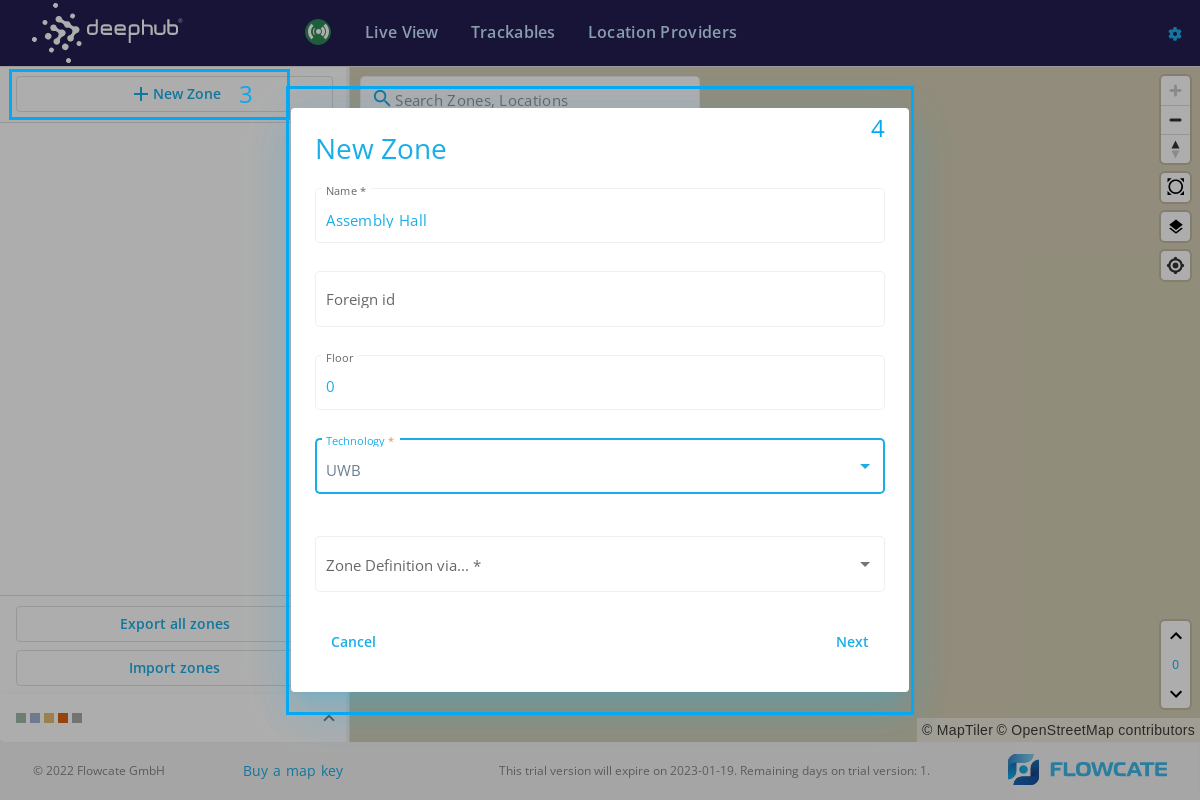 deephub®
Live View
Trackables
Location Providers
New Zone
3
Search Zones, Locations
4
New Zone
Name *
Assembly Hall
Foreign id
Floor
0
Technology *
UWB
Zone Definition via... *
Cancel
Next
Export all zones
Import zones
0
© MapTiler © OpenStreetMap contributors
© 2022 Flowcate GmbH
Buy a map key
This trial version will expire on 2023-01-19. Remaining days on trial version: 1.
FLOWCATE